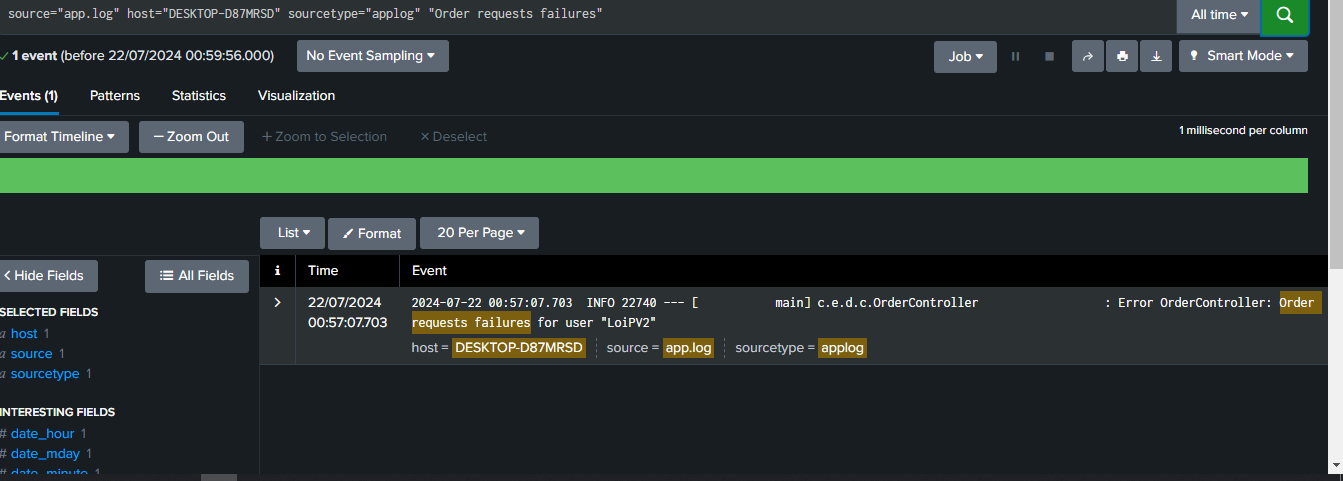 source="app.log" host="DESKTOP-D87MRSD" sourcetype="applog" "Order requests failures"
All time
1 event (before 22/07/2024 00:59:56.000)
No Event Sampling
Job
Smart Mode
Events (1)
Patterns
Statistics
Visualization
Format Timeline
— Zoom Out
+ Zoom to Selection
× Deselect
1 millisecond per column
List
Format
20 Per Page
< Hide Fields
All Fields
i
Time
Event
SELECTED FIELDS
a host 1
a source 1
a sourcetype 1
INTERESTING FIELDS
# date_hour 1
# date_mday 1
# date_minute 1
>
22/07/2024
00:57:07.703
2024-07-22 00:57:07.703  INFO 22740 --- [           main] c.e.d.c.OrderController                  : Error OrderController: Order
requests failures for user "LoiPV2"
host = DESKTOP-D87MRSD
source = app.log
sourcetype = applog